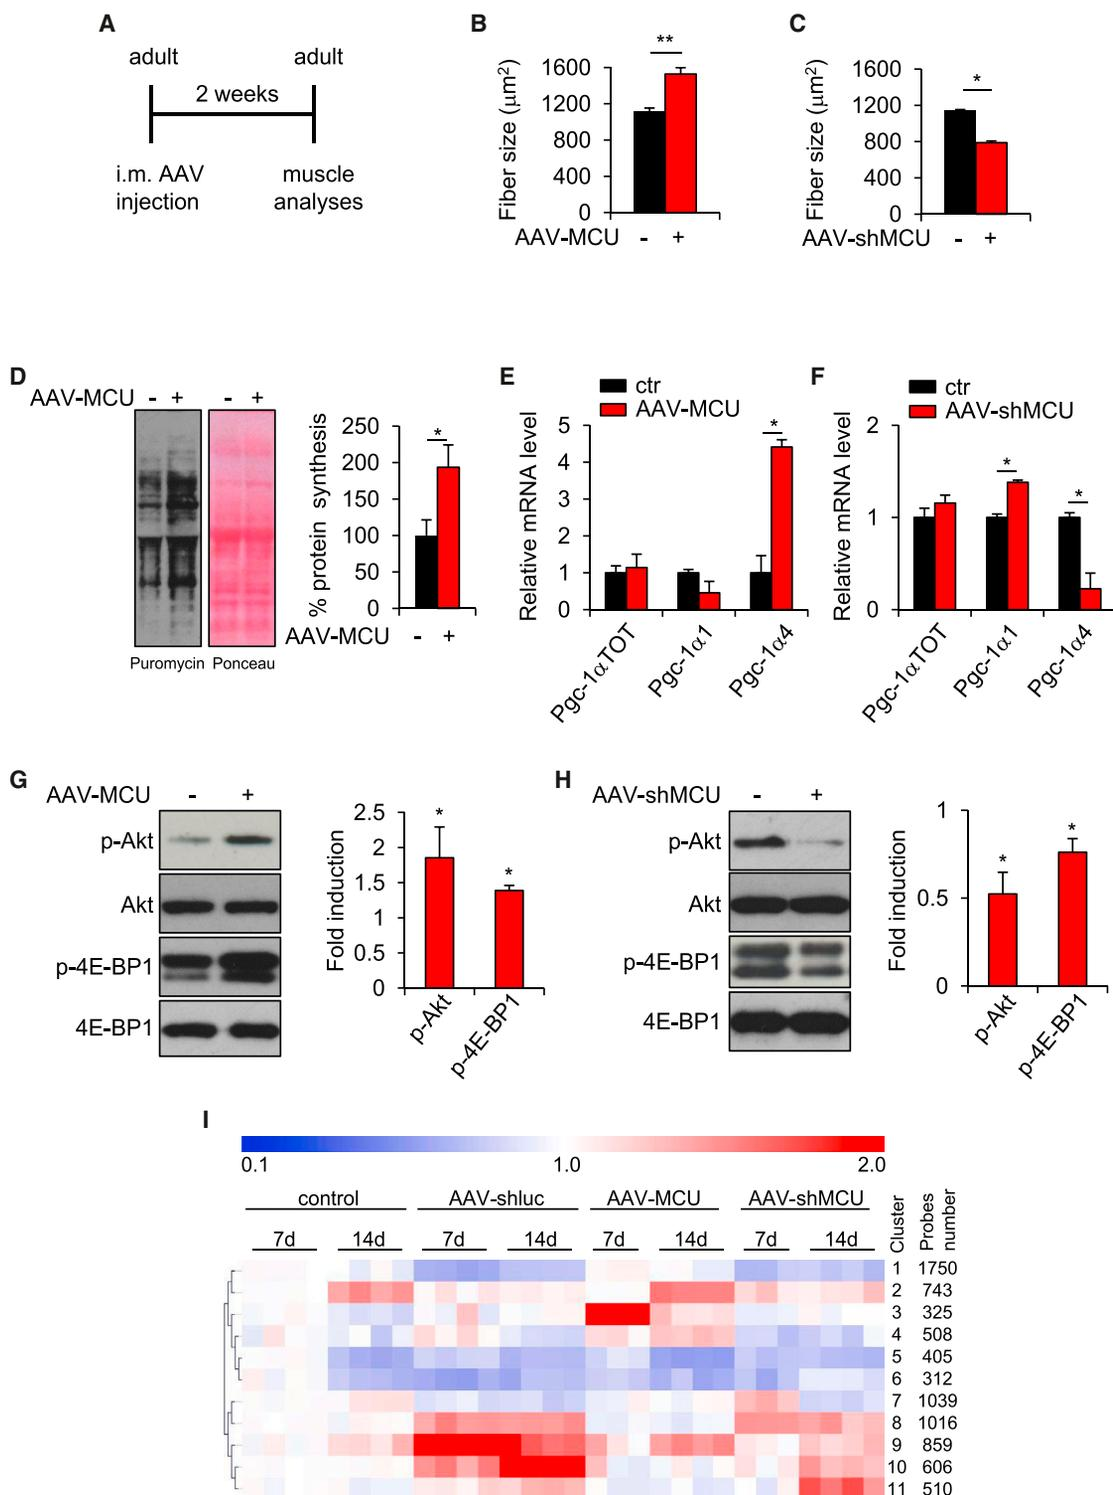 A
adult adult
2 weeks
i.m. AAV injection
muscle analyses
B
**
Fiber size (μm²)
1600
1200
800
400
0
AAV-MCU - +
C
*
Fiber size (μm²)
1600
1200
800
400
0
AAV-shMCU - +
D
AAV-MCU - + - +
Puromycin Ponceau
% protein synthesis
250
200
150
100
50
0
*
AAV-MCU - +
E
ctr
AAV-MCU
Relative mRNA level
5
4
3
2
1
0
*
Pgc-1αTOT
Pgc-1α1
Pgc-1α4
F
ctr
AAV-shMCU
Relative mRNA level
2
1
0
*
*
Pgc-1αTOT
Pgc-1α1
Pgc-1α4
G
AAV-MCU - +
p-Akt
Akt
p-4E-BP1
4E-BP1
Fold induction
2.5
2
1.5
1
0.5
0
*
*
p-Akt
p-4E-BP1
H
AAV-shMCU - +
p-Akt
Akt
p-4E-BP1
4E-BP1
Fold induction
1
0.5
0
*
*
p-Akt
p-4E-BP1
I
0.1 1.0 2.0
control AAV-shluc AAV-MCU AAV-shMCU
7d 14d 7d 14d 7d 14d 7d 14d
Cluster
Probes number
1 1750
2 743
3 325
4 508
5 405
6 312
7 1039
8 1016
9 859
10 606
11 510